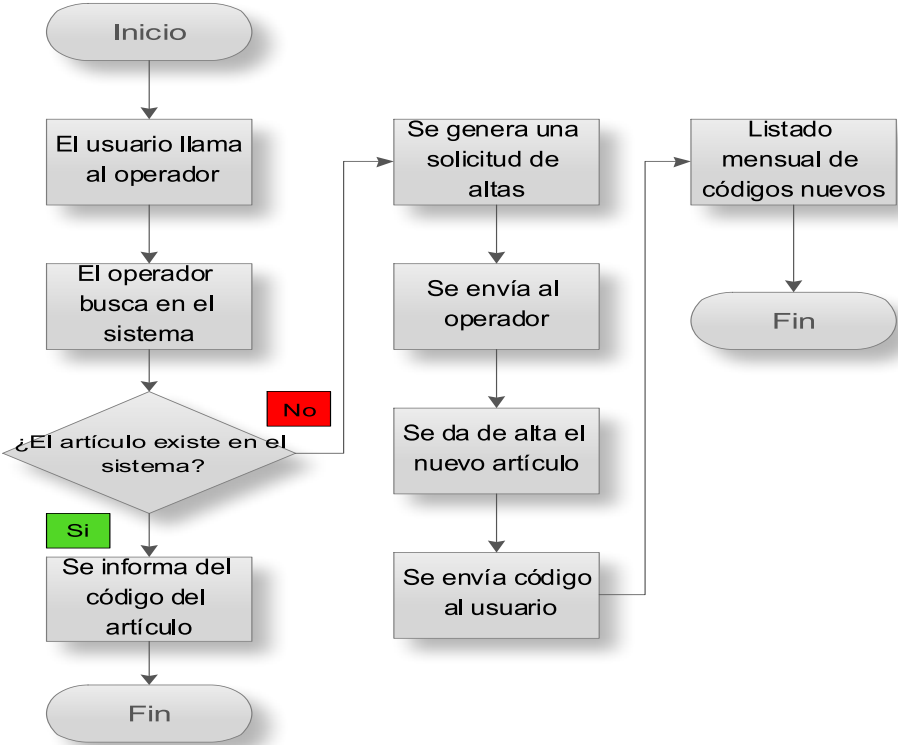 Inicio
El usuario llama
al operador
El operador
busca en el
sistema
¿El artículo existe en el
sistema?
No
Si
Se informa del
código del
artículo
Fin
Se genera una
solicitud de
altas
Se envía al
operador
Se da de alta el
nuevo artículo
Se envía código
al usuario
Listado
mensual de
códigos nuevos
Fin